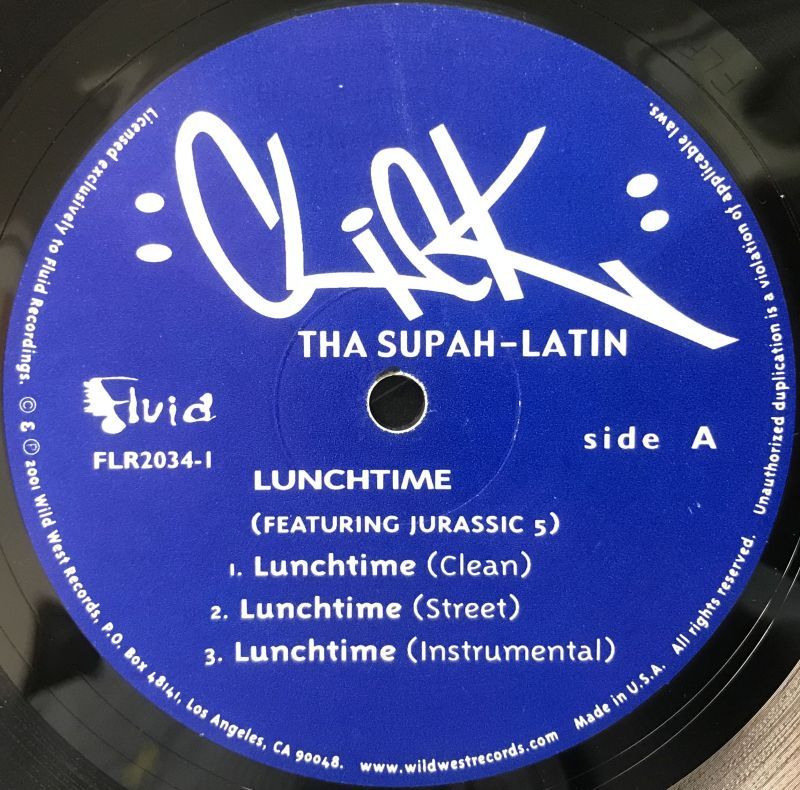 CLICK
THA SUPAH-LATIN
Fluid
FLR2034-1
side A
LUNCHTIME
(FEATURING JURASSIC 5)
1. Lunchtime (Clean)
2. Lunchtime (Street)
3. Lunchtime (Instrumental)
Licensed exclusively to Fluid Recordings. © & ℗ 2001 Wild West Records, P.O. Box 48141, Los Angeles, CA 90048. www.wildwestrecords.com Made in U.S.A. All rights reserved. Unauthorized duplication is a violation of applicable laws.